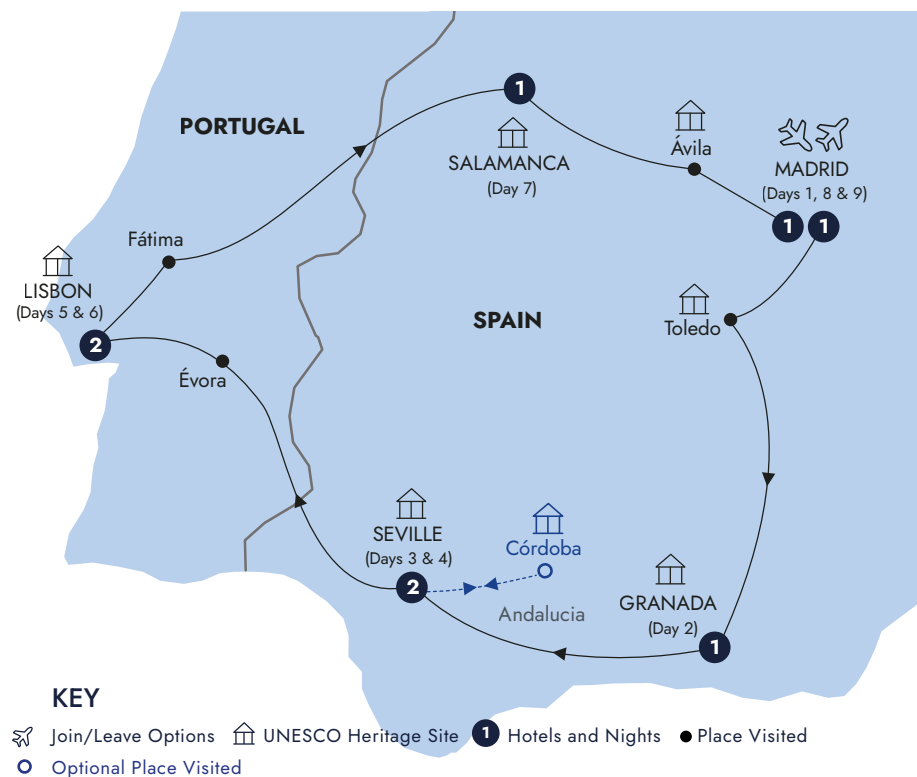 PORTUGAL
1
SALAMANCA
(Day 7)
Ávila
MADRID
(Days 1, 8 & 9)
1
1
Fátima
LISBON
(Days 5 & 6)
2
Évora
SPAIN
Toledo
SEVILLE
(Days 3 & 4)
2
Córdoba
Andalucia
GRANADA
(Day 2)
1
KEY
Join/Leave Options
UNESCO Heritage Site
1 Hotels and Nights
Place Visited
Optional Place Visited